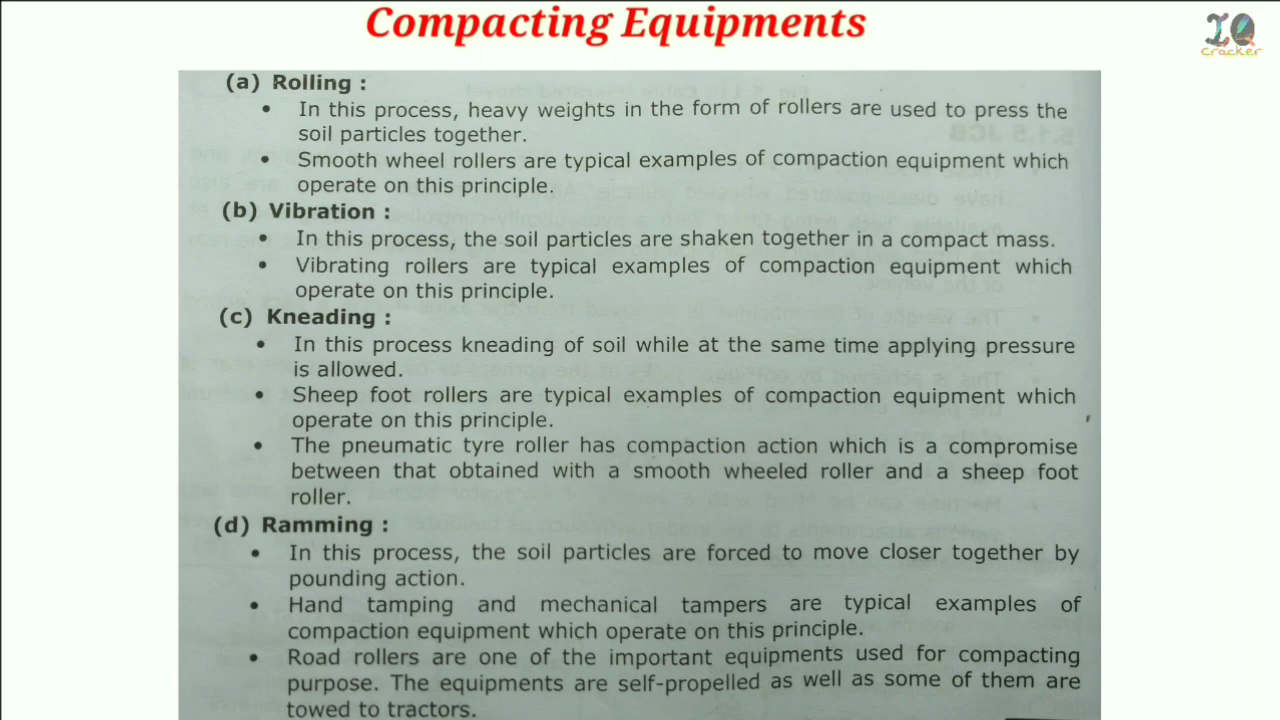 Compacting Equipments
IQ
Cracker
(a) Rolling :
• In this process, heavy weights in the form of rollers are used to press the
soil particles together.
• Smooth wheel rollers are typical examples of compaction equipment which
operate on this principle.
(b) Vibration :
• In this process, the soil particles are shaken together in a compact mass.
• Vibrating rollers are typical examples of compaction equipment which
operate on this principle.
(c) Kneading :
• In this process kneading of soil while at the same time applying pressure
is allowed.
• Sheep foot rollers are typical examples of compaction equipment which
operate on this principle.
• The pneumatic tyre roller has compaction action which is a compromise
between that obtained with a smooth wheeled roller and a sheep foot
roller.
(d) Ramming :
• In this process, the soil particles are forced to move closer together by
pounding action.
• Hand tamping and mechanical tampers are typical examples of
compaction equipment which operate on this principle.
• Road rollers are one of the important equipments used for compacting
purpose. The equipments are self-propelled as well as some of them are
towed to tractors.